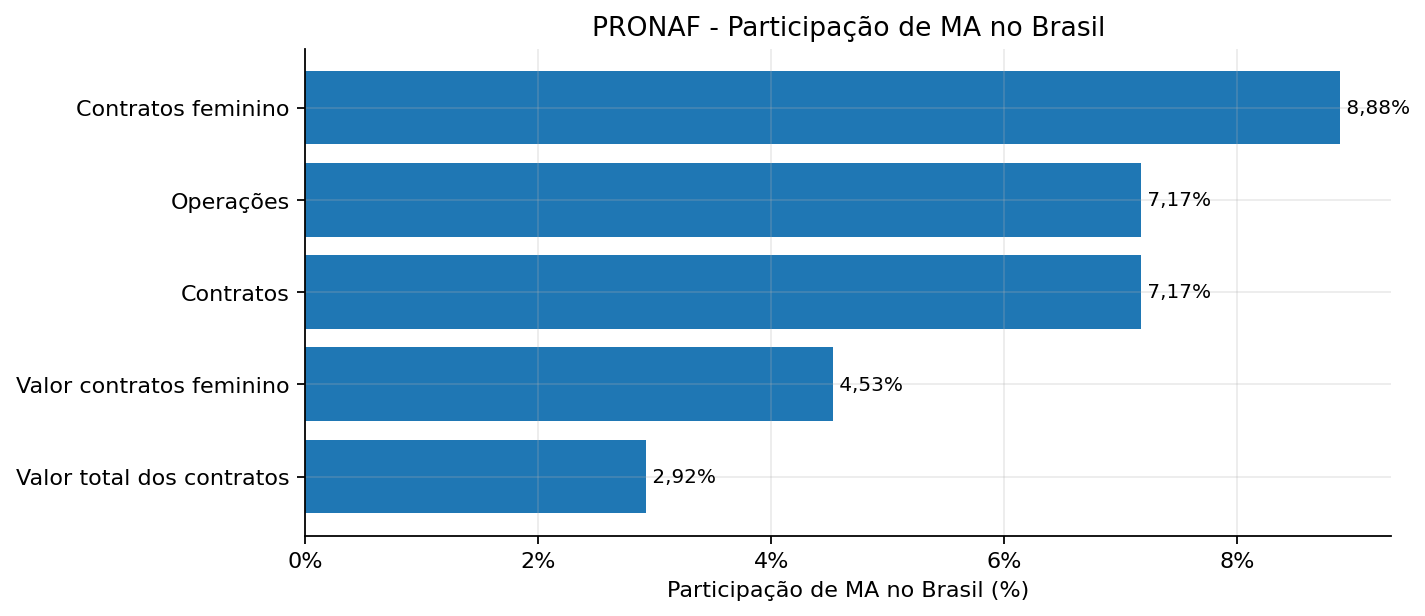 PRONAF - Participação de MA no Brasil
Contratos feminino
8,88%
Operações
7,17%
Contratos
7,17%
Valor contratos feminino
4,53%
Valor total dos contratos
2,92%
0%
2%
4%
6%
8%
Participação de MA no Brasil (%)